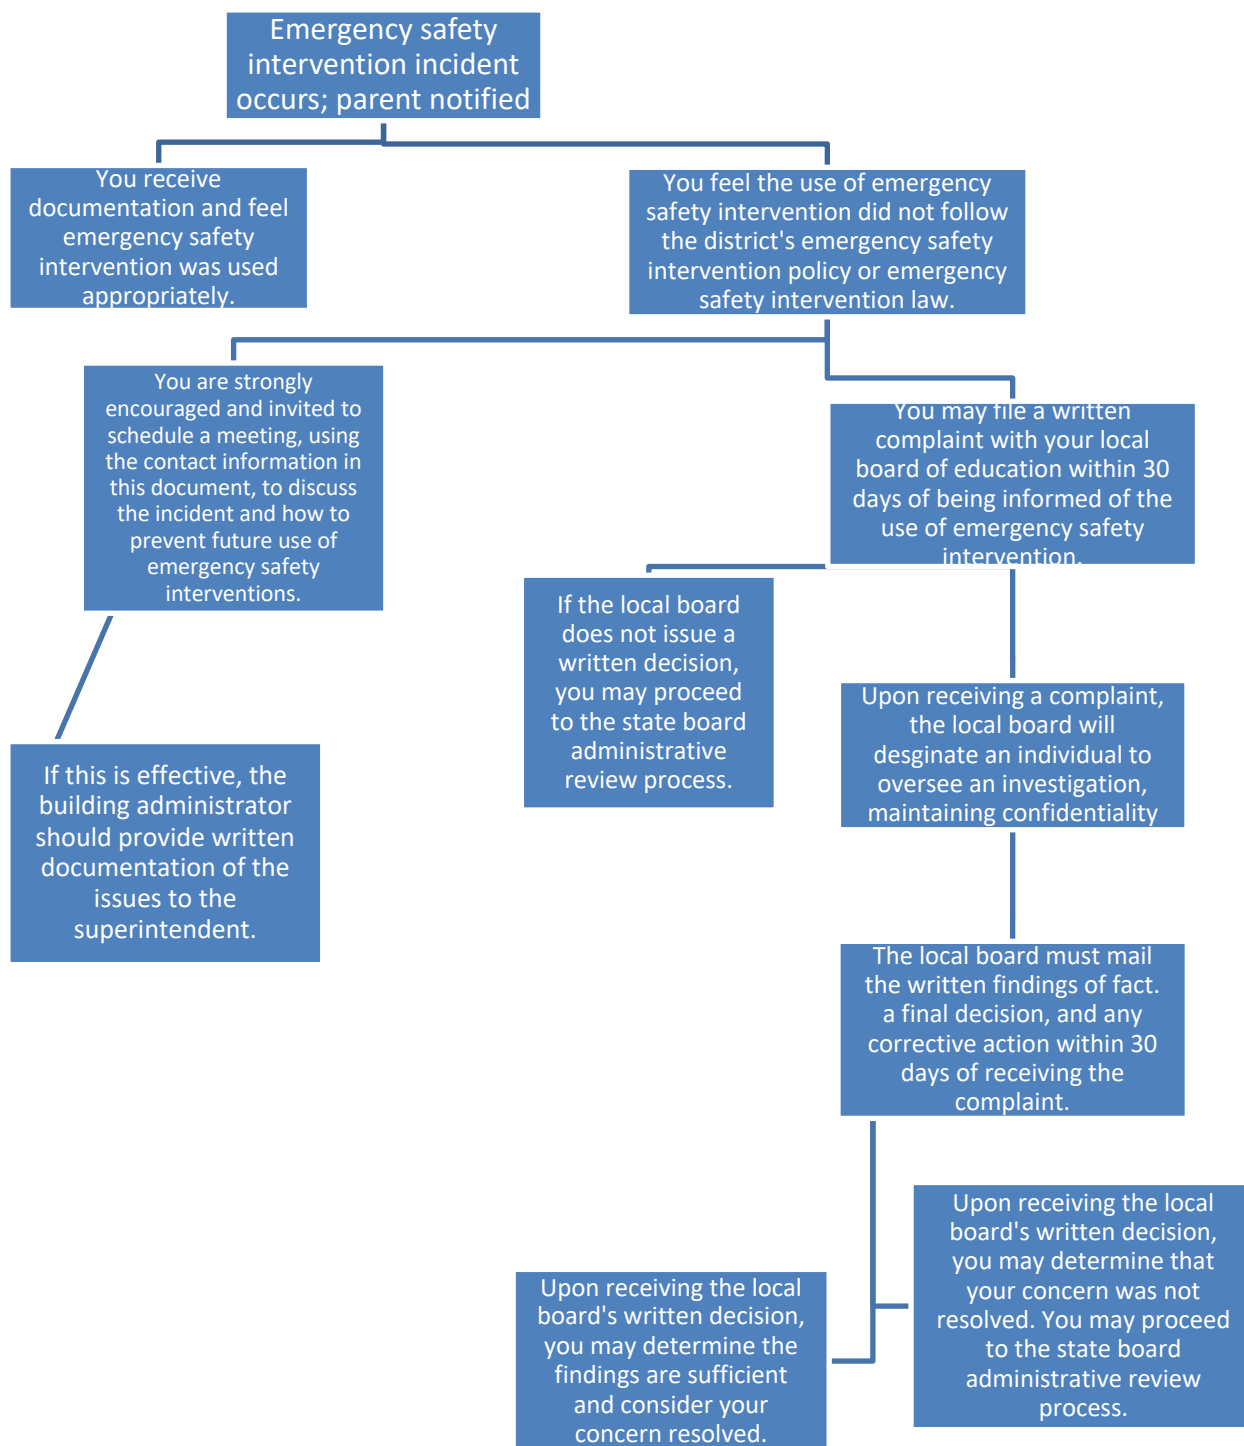 Emergency safety
intervention incident
occurs; parent notified
You receive
documentation and feel
emergency safety
intervention was used
appropriately.
You feel the use of emergency
safety intervention did not follow
the district's emergency safety
intervention policy or emergency
safety intervention law.
You are strongly
encouraged and invited to
schedule a meeting, using
the contact information in
this document, to discuss
the incident and how to
prevent future use of
emergency safety
interventions.
You may file a written
complaint with your local
board of education within 30
days of being informed of the
use of emergency safety
intervention.
If the local board
does not issue a
written decision,
you may proceed
to the state board
administrative
review process.
Upon receiving a complaint,
the local board will
desginate an individual to
oversee an investigation,
maintaining confidentiality
If this is effective, the
building administrator
should provide written
documentation of the
issues to the
superintendent.
The local board must mail
the written findings of fact.
a final decision, and any
corrective action within 30
days of receiving the
complaint.
Upon receiving the local
board's written decision,
you may determine that
your concern was not
resolved. You may proceed
to the state board
administrative review
process.
Upon receiving the local
board's written decision,
you may determine the
findings are sufficient
and consider your
concern resolved.